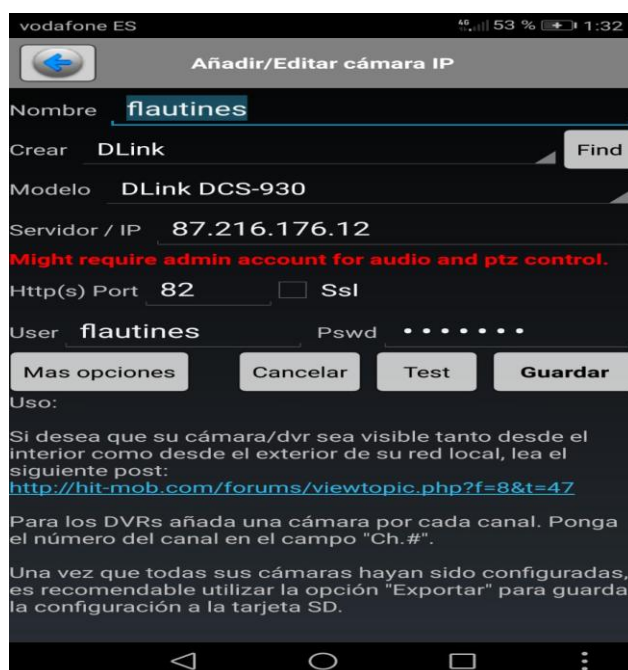 vodafone ES 4G 53 % 1:32
Añadir/Editar cámara IP
Nombre flautines
Crear DLink Find
Modelo DLink DCS-930
Servidor / IP 87.216.176.12
Might require admin account for audio and ptz control.
Http(s) Port 82 Ssl
User flautines Pswd •••••••
Mas opciones Cancelar Test Guardar
Uso:
Si desea que su cámara/dvr sea visible tanto desde el
interior como desde el exterior de su red local, lea el
siguiente post:
http://hit-mob.com/forums/viewtopic.php?f=8&t=47
Para los DVRs añada una cámara por cada canal. Ponga
el número del canal en el campo "Ch.#".
Una vez que todas sus cámaras hayan sido configuradas,
es recomendable utilizar la opción "Exportar" para guarda
la configuración a la tarjeta SD.